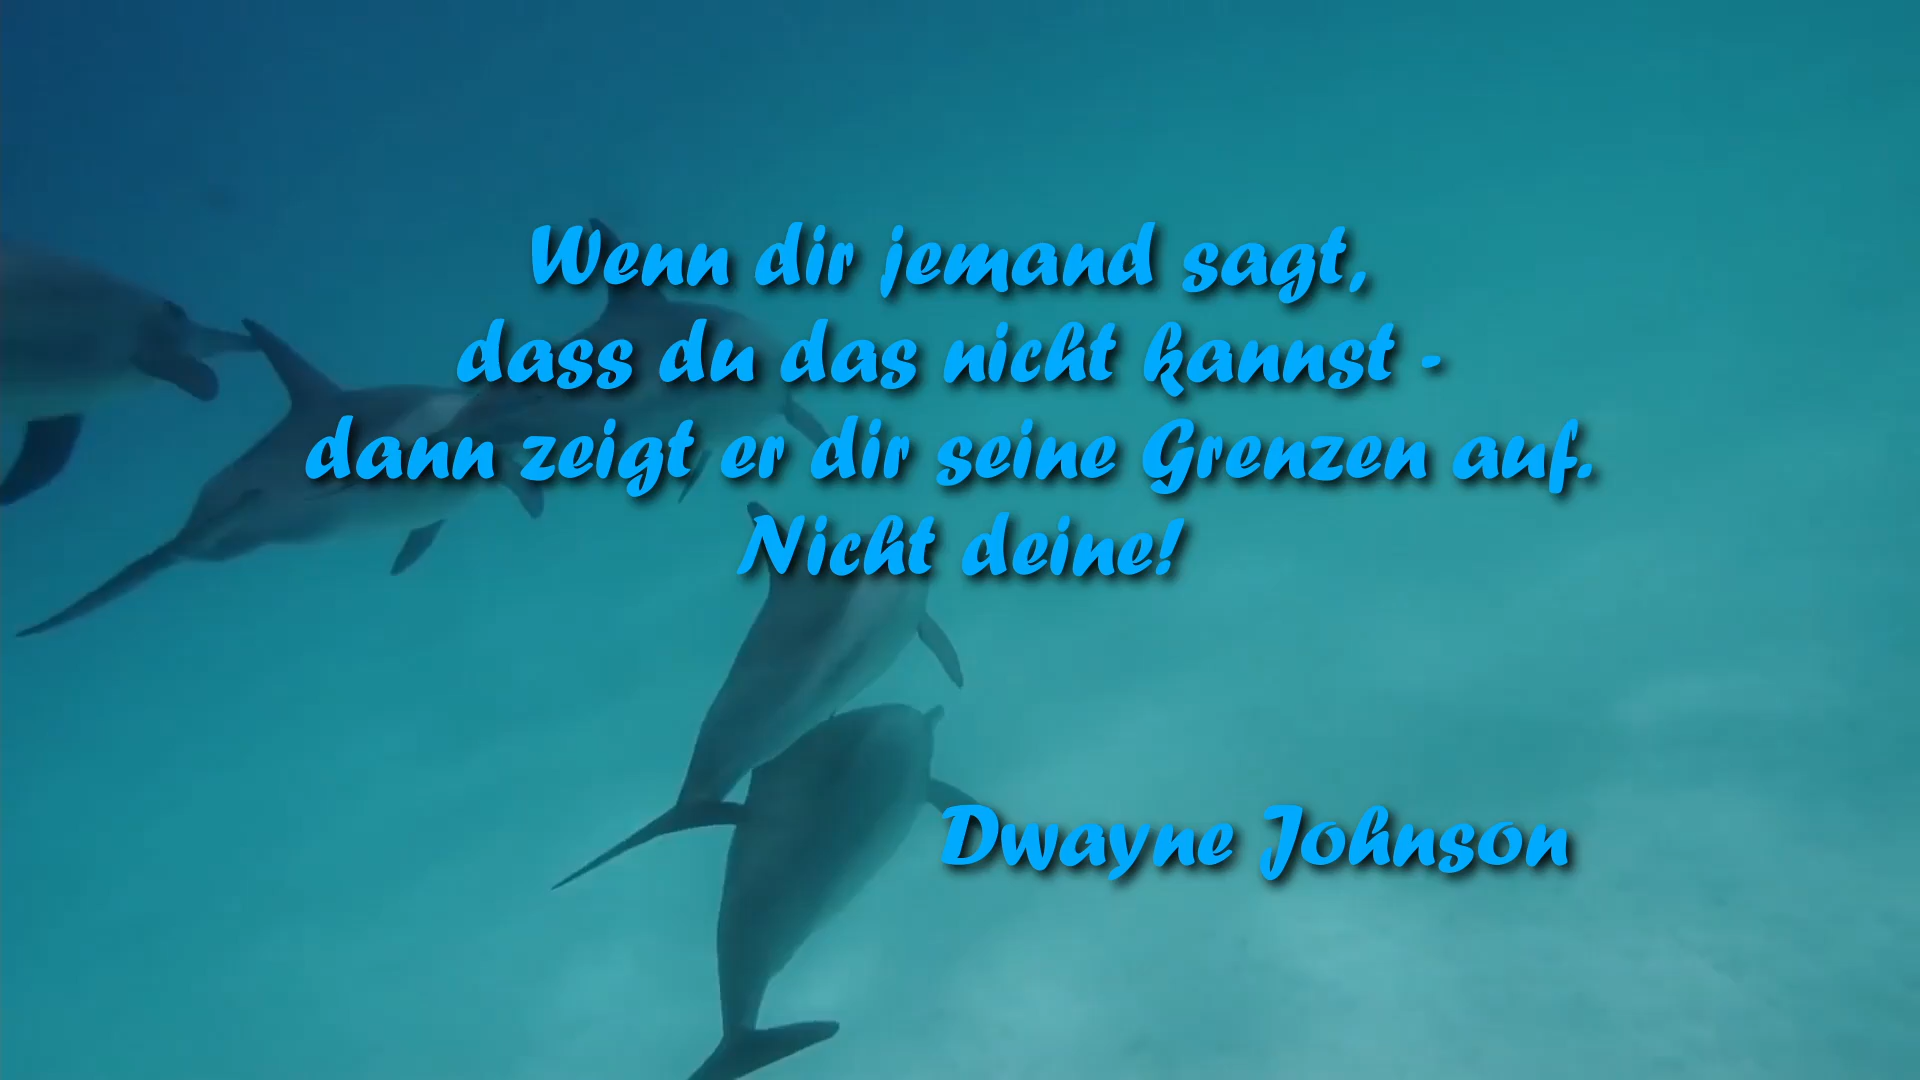 Wenn dir jemand sagt,
dass du das nicht kannst -
dann zeigt er dir seine Grenzen auf.
Nicht deine!
Dwayne Johnson